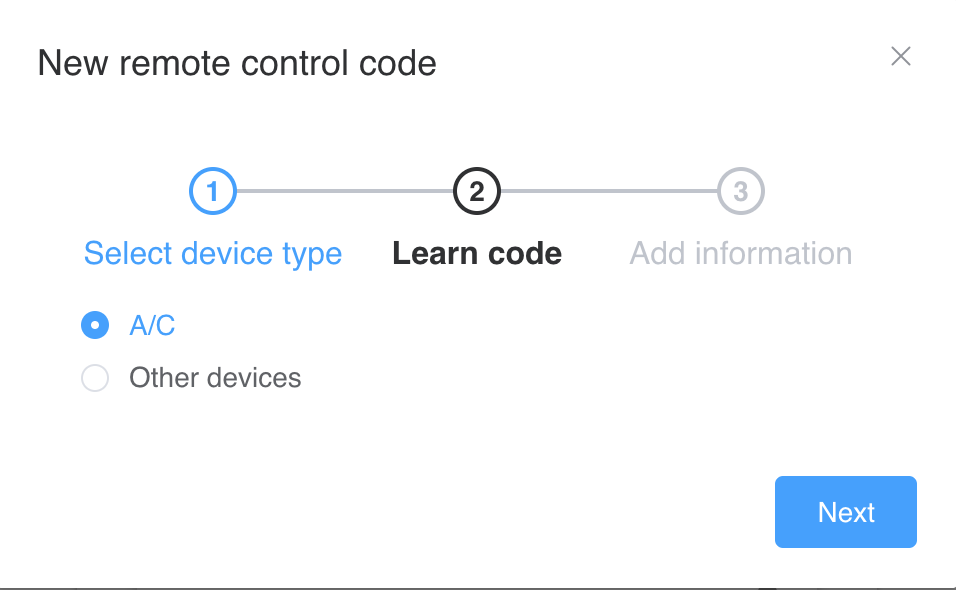 New remote control code
1 2 3
Select device type Learn code Add information
A/C
Other devices
Next